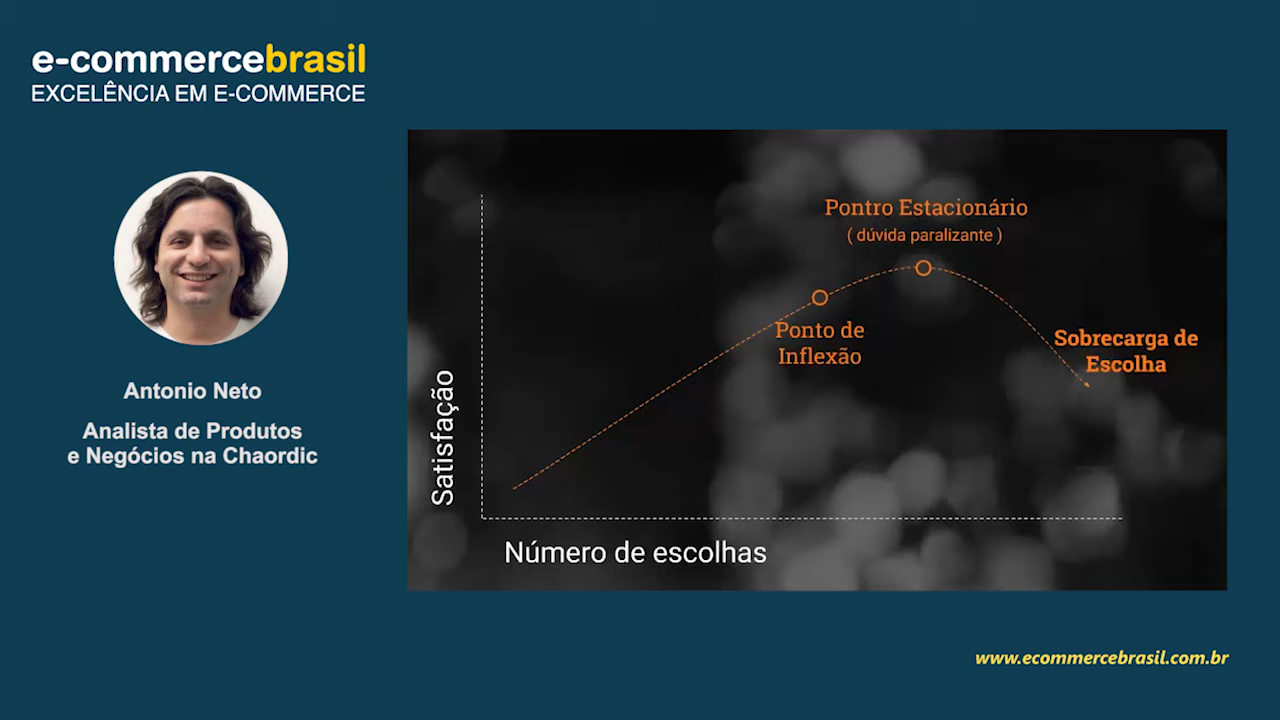 e-commercebrasil
EXCELÊNCIA EM E-COMMERCE
Antonio Neto
Analista de Produtos
e Negócios na Chaordic
Pontro Estacionário
( dúvida paralizante )
Ponto de
Inflexão
Sobrecarga de
Escolha
Satisfação
Número de escolhas
www.ecommercebrasil.com.br